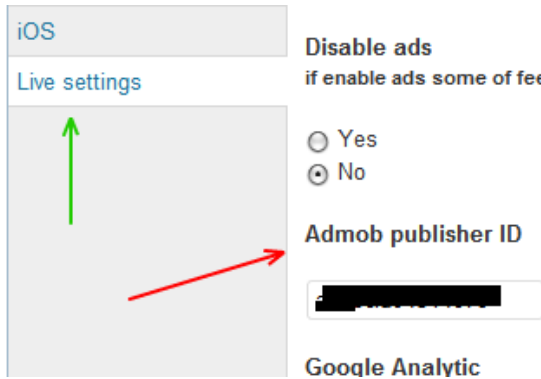 iOS
Live settings
Disable ads
if enable ads some of fe
Yes
No
Admob publisher ID
Google Analytic